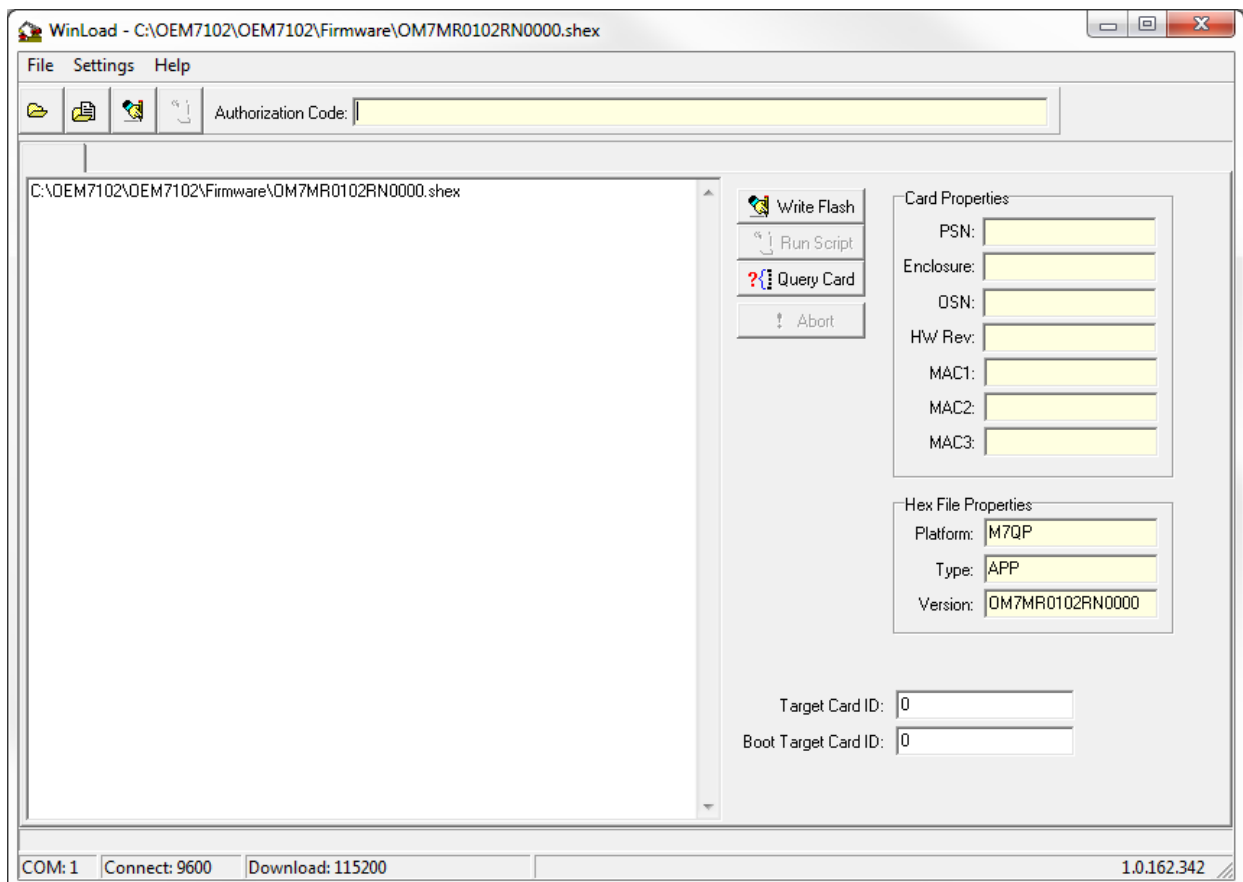 WinLoad - C:\OEM7102\OEM7102\Firmware\OM7MR0102RN0000.shex
File Settings Help
Authorization Code:
C:\OEM7102\OEM7102\Firmware\OM7MR0102RN0000.shex
Write Flash
Run Script
?{ Query Card
! Abort
Card Properties
PSN:
Enclosure:
OSN:
HW Rev:
MAC1:
MAC2:
MAC3:
Hex File Properties
Platform: M7QP
Type: APP
Version: OM7MR0102RN0000
Target Card ID: 0
Boot Target Card ID: 0
COM: 1 Connect: 9600 Download: 115200 1.0.162.342